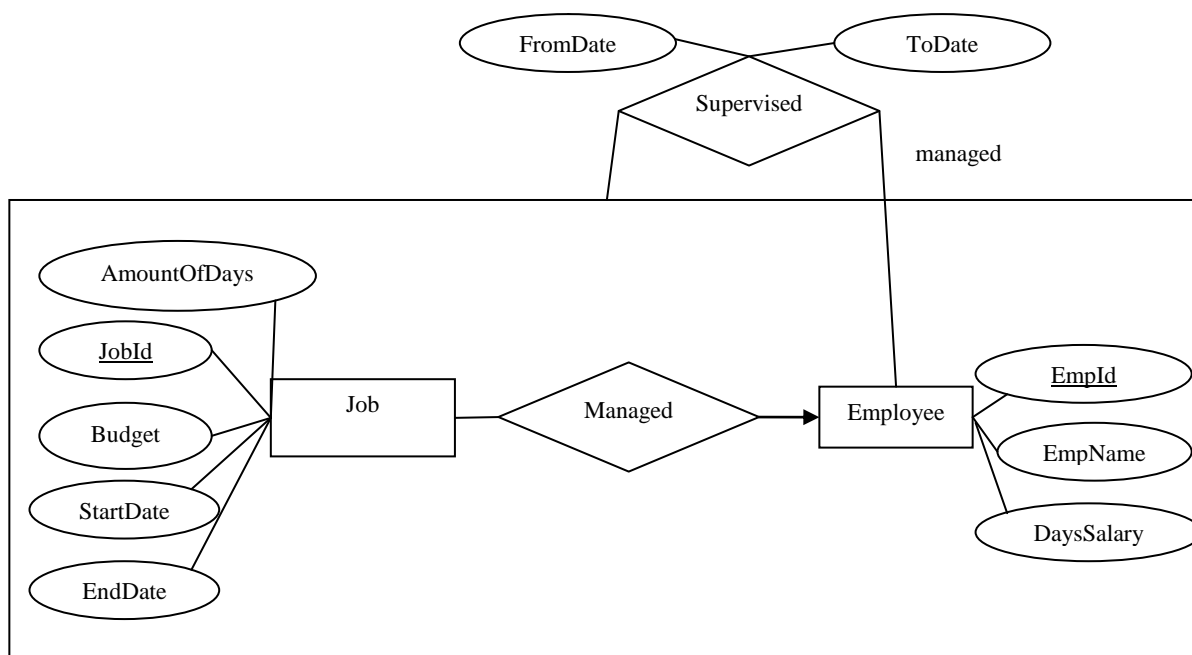 FromDate
ToDate
Supervised
managed
AmountOfDays
JobId
Job
Managed
Employee
EmpId
Budget
EmpName
StartDate
DaysSalary
EndDate